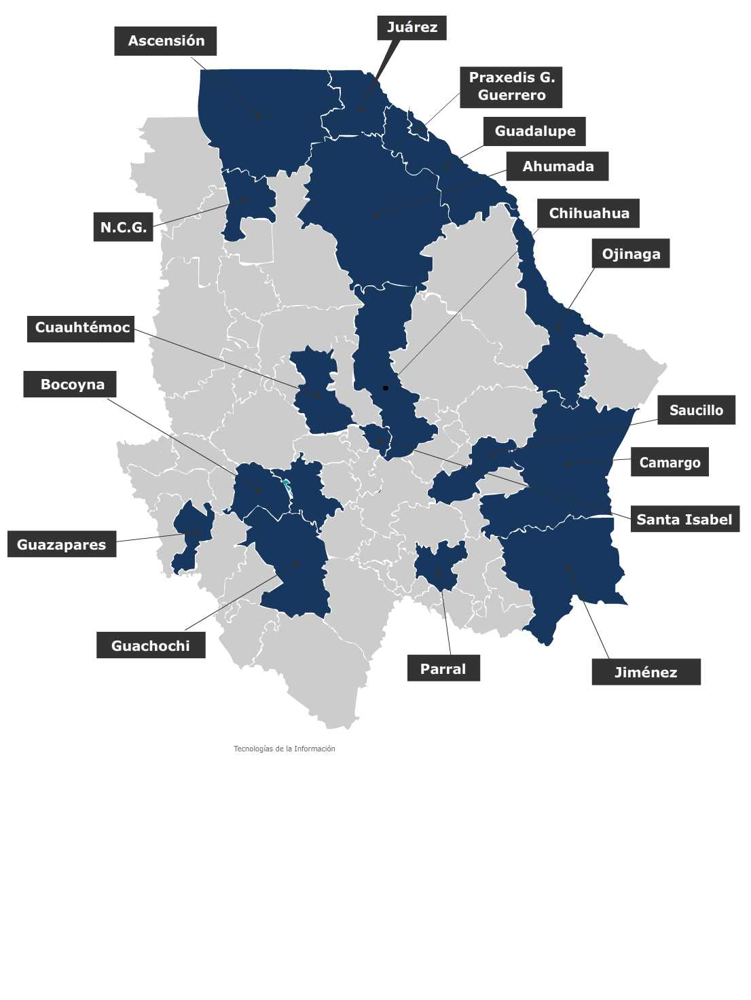 Juárez
Ascensión
Praxedis G.
Guerrero
Guadalupe
Ahumada
Chihuahua
N.C.G.
Ojinaga
Cuauhtémoc
Bocoyna
Saucillo
Camargo
Santa Isabel
Guazapares
Guachochi
Parral
Jiménez
Tecnologías de la Información